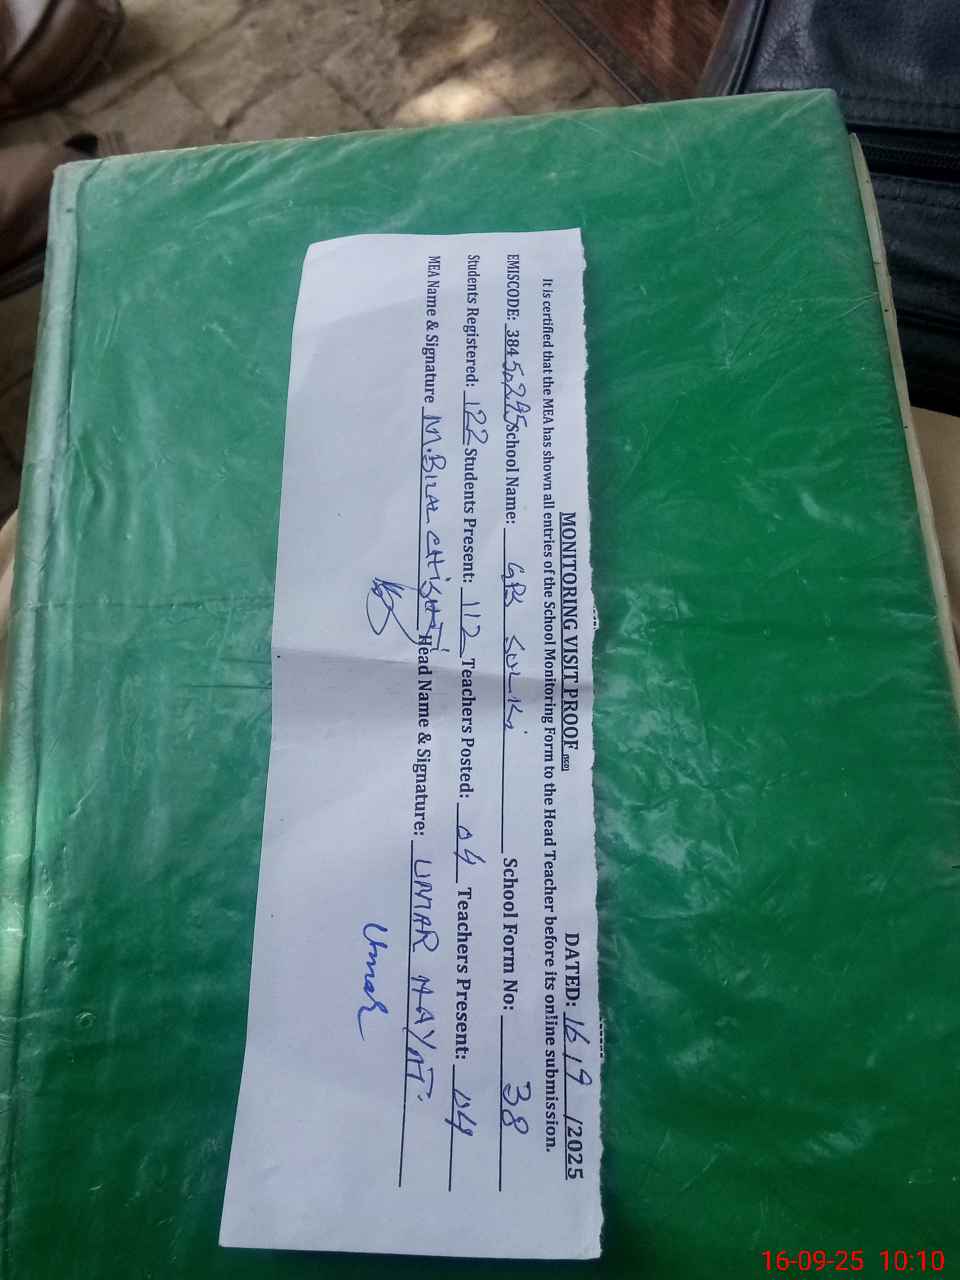 MONITORING VISIT PROOF DATED: 16/9/2025
It is certified that the MEA has shown all entries of the School Monitoring Form to the Head Teacher before its online submission.
EMISCODE: 38450295 School Name: GPS SULKi School Form No: 38
Students Registered: 122 Students Present: 112 Teachers Posted: 04 Teachers Present: 04
MEA Name & Signature M.BILAL CHiSHTi Head Name & Signature: UMAR HAYAT.
Umar
16-09-25 10:10